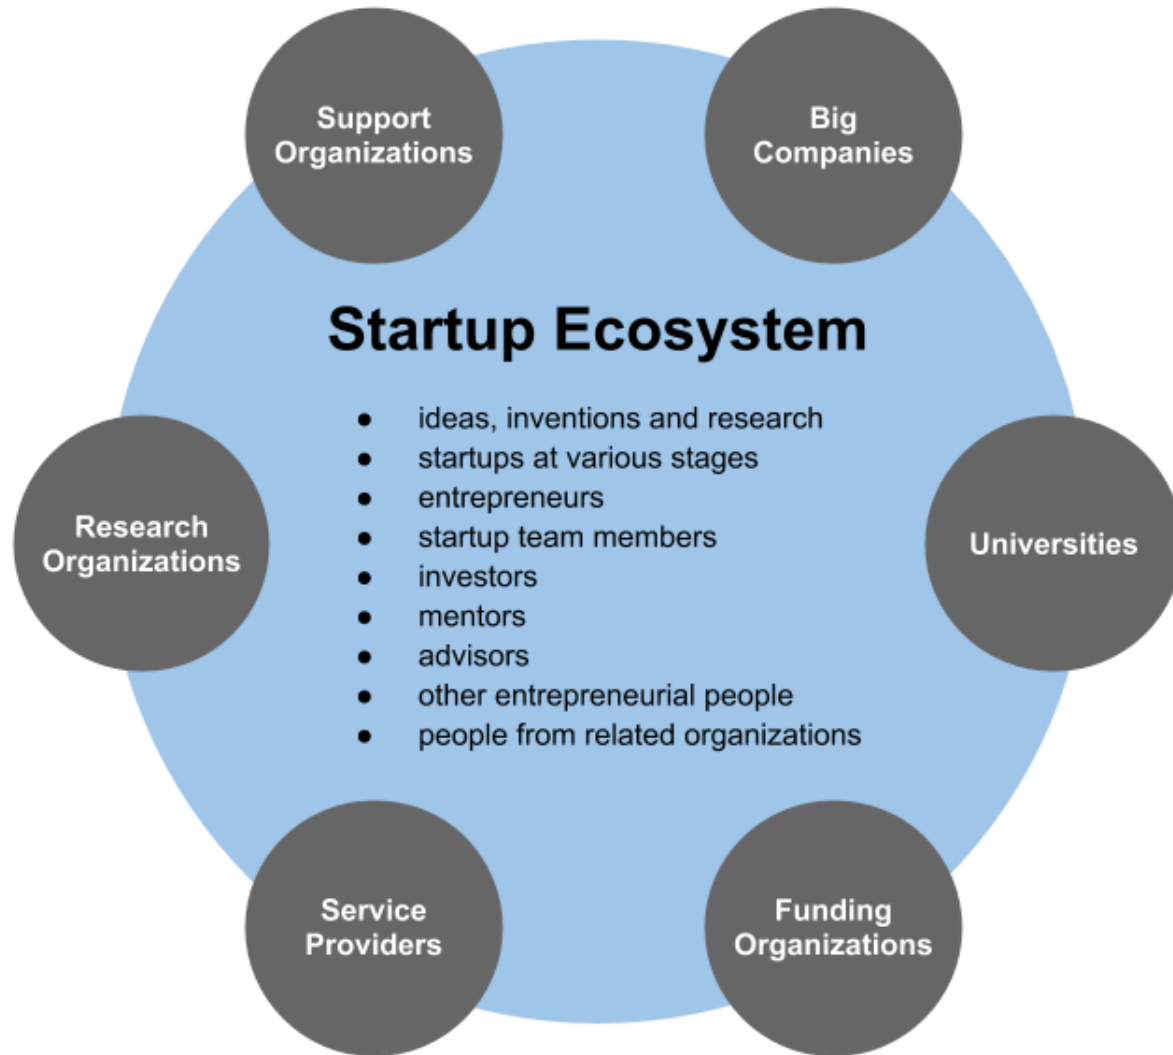 Support
Organizations
Big
Companies
Startup Ecosystem
● ideas, inventions and research
● startups at various stages
● entrepreneurs
● startup team members
● investors
● mentors
● advisors
● other entrepreneurial people
● people from related organizations
Research
Organizations
Universities
Service
Providers
Funding
Organizations